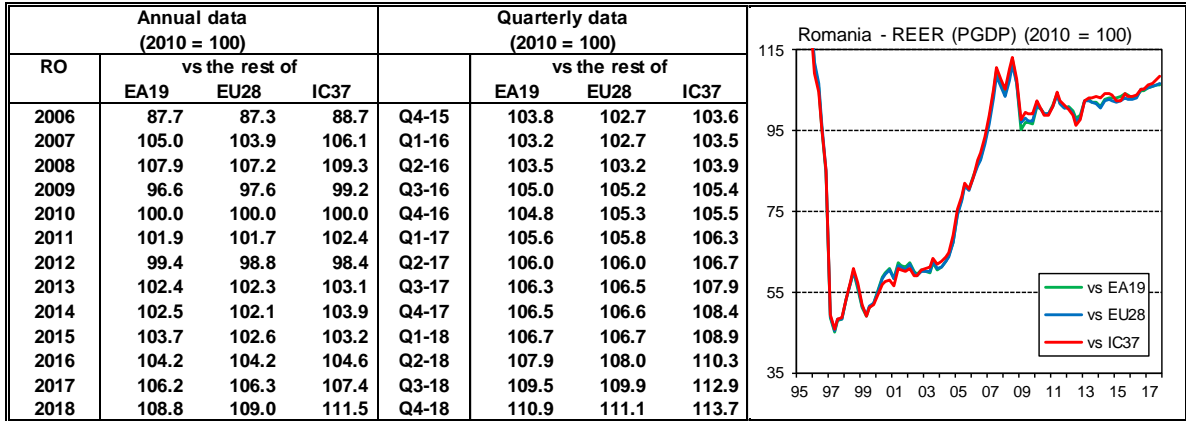 Annual data Quarterly data
(2010 = 100) (2010 = 100)
RO vs the rest of vs the rest of
EA19 EU28 IC37 EA19 EU28 IC37
2006 87.7 87.3 88.7 Q4-15 103.8 102.7 103.6
2007 105.0 103.9 106.1 Q1-16 103.2 102.7 103.5
2008 107.9 107.2 109.3 Q2-16 103.5 103.2 103.9
2009 96.6 97.6 99.2 Q3-16 105.0 105.2 105.4
2010 100.0 100.0 100.0 Q4-16 104.8 105.3 105.5
2011 101.9 101.7 102.4 Q1-17 105.6 105.8 106.3
2012 99.4 98.8 98.4 Q2-17 106.0 106.0 106.7
2013 102.4 102.3 103.1 Q3-17 106.3 106.5 107.9
2014 102.5 102.1 103.9 Q4-17 106.5 106.6 108.4
2015 103.7 102.6 103.2 Q1-18 106.7 106.7 108.9
2016 104.2 104.2 104.6 Q2-18 107.9 108.0 110.3
2017 106.2 106.3 107.4 Q3-18 109.5 109.9 112.9
2018 108.8 109.0 111.5 Q4-18 110.9 111.1 113.7
Romania - REER (PGDP) (2010 = 100)
115
95
75
55
35
vs EA19
vs EU28
vs IC37
95 96 97 98 99 00 01 02 03 04 05 06 07 08 09 10 11 12 13 14 15 16 17